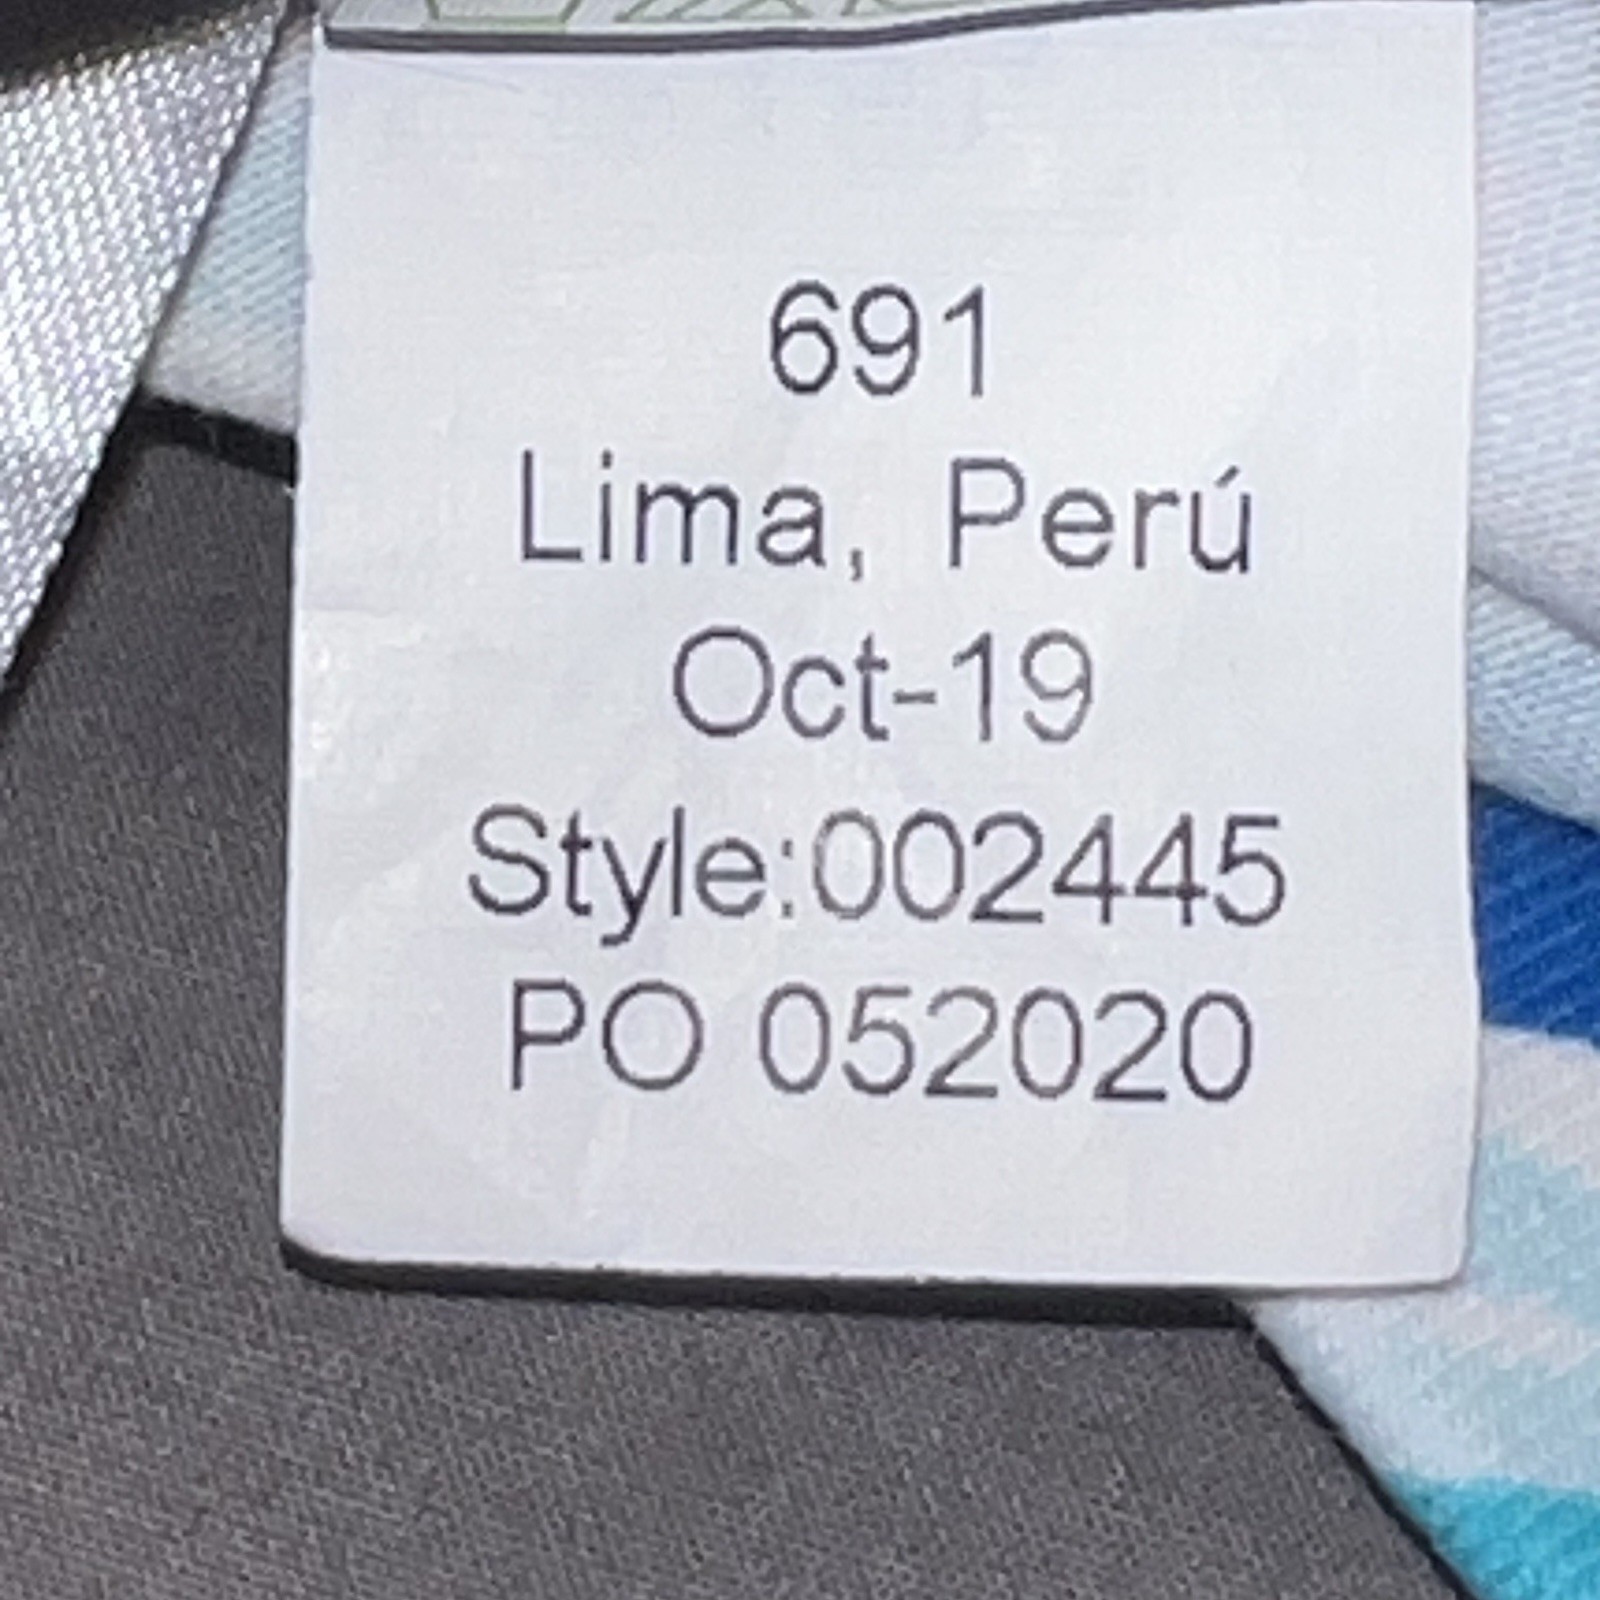 691
Lima, Perú
Oct-19
Style:002445
PO 052020